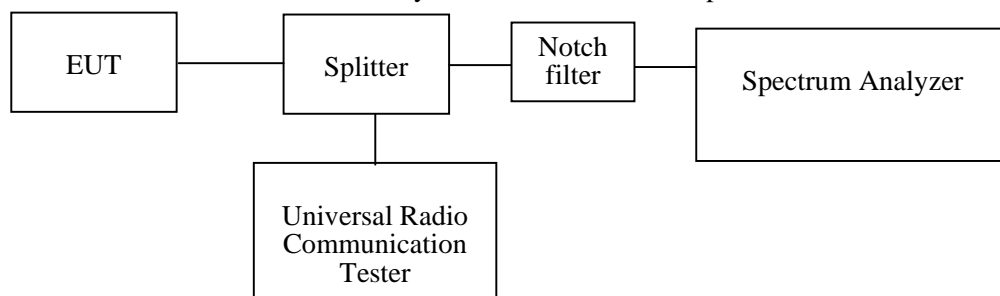 EUT
Splitter
Notch
filter
Spectrum Analyzer
Universal Radio
Communication
Tester